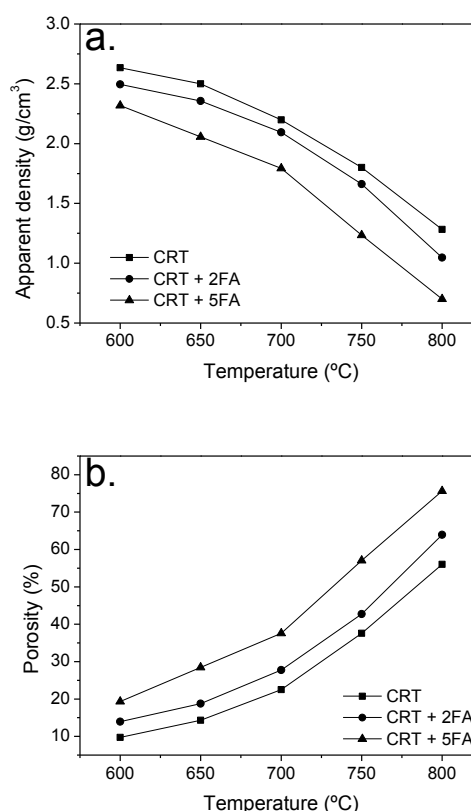 a.
3.0
2.5
2.0
1.5
1.0
0.5
Apparent density (g/cm³)
CRT
CRT + 2FA
CRT + 5FA
600 650 700 750 800
Temperature (ºC)
b.
80
70
60
50
40
30
20
10
Porosity (%)
CRT
CRT + 2FA
CRT + 5FA
600 650 700 750 800
Temperature (ºC)